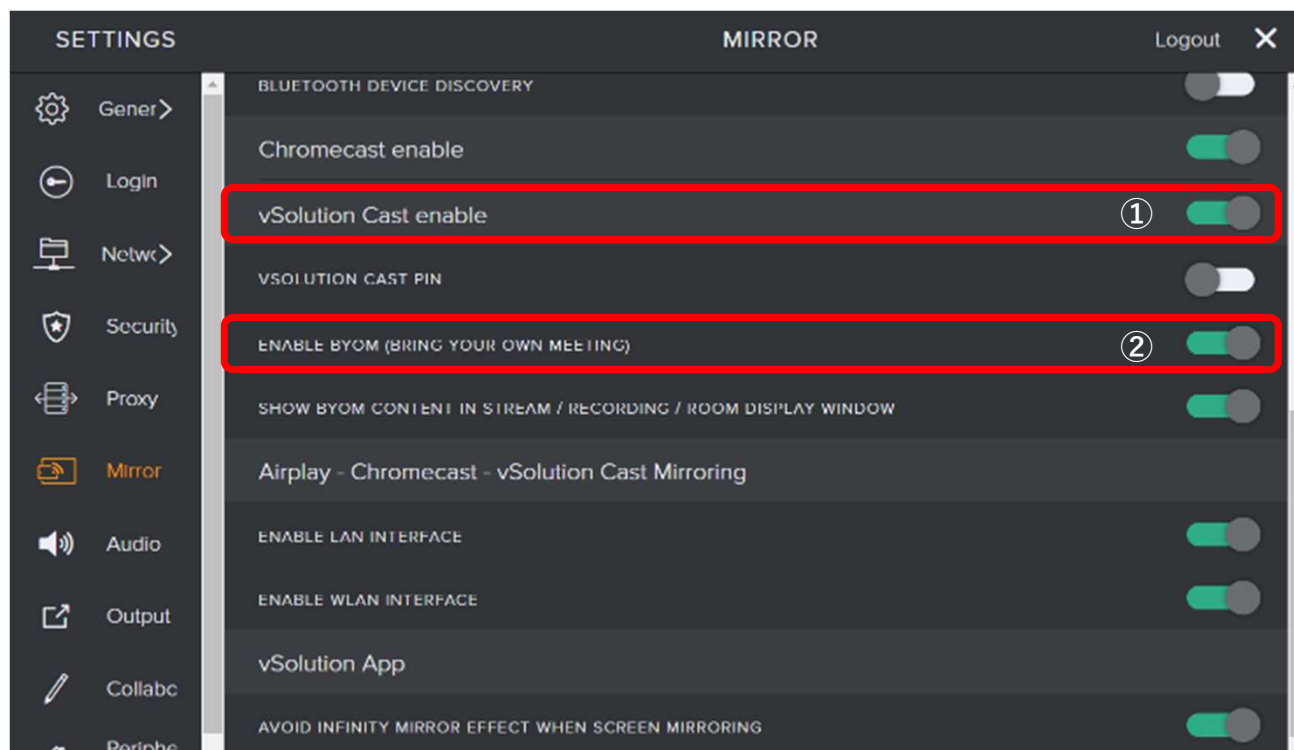 SETTINGS
MIRROR
Logout
Gener
Login
Netw
Security
Proxy
Mirror
Audio
Output
Collabc
Periphe
BLUETOOTH DEVICE DISCOVERY
Chromecast enable
vSolution Cast enable
①
VSOLUTION CAST PIN
ENABLE BYOM (BRING YOUR OWN MEETING)
②
SHOW BYOM CONTENT IN STREAM / RECORDING / ROOM DISPLAY WINDOW
Airplay - Chromecast - vSolution Cast Mirroring
ENABLE LAN INTERFACE
ENABLE WLAN INTERFACE
vSolution App
AVOID INFINITY MIRROR EFFECT WHEN SCREEN MIRRORING